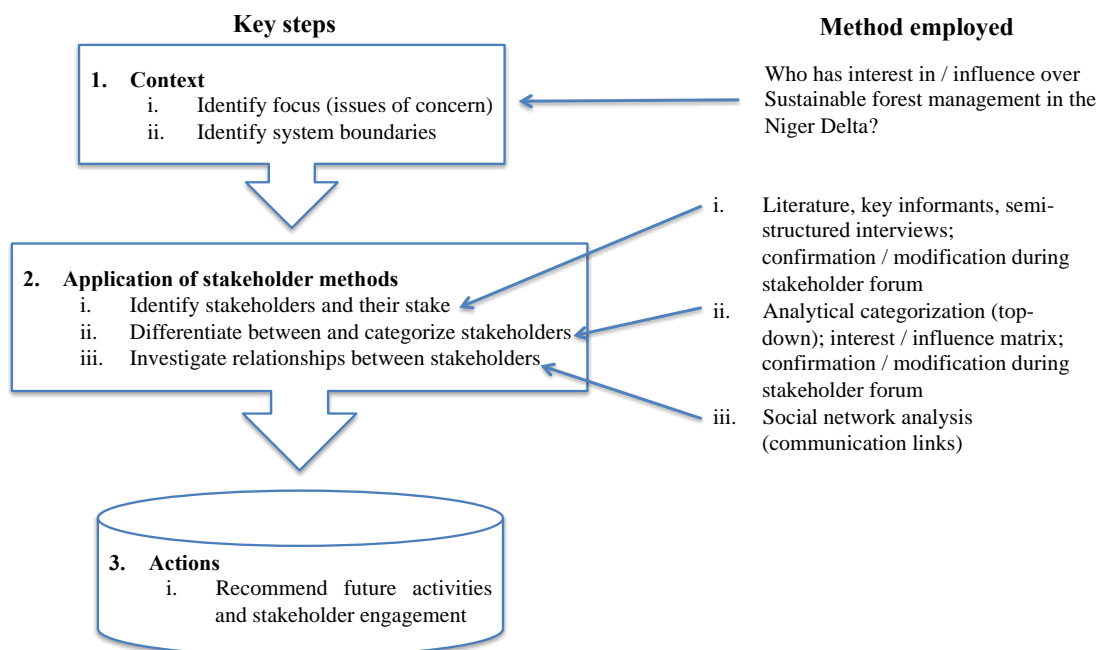 Key steps
1. Context
i. Identify focus (issues of concern)
ii. Identify system boundaries
2. Application of stakeholder methods
i. Identify stakeholders and their stake
ii. Differentiate between and categorize stakeholders
iii. Investigate relationships between stakeholders
3. Actions
i. Recommend future activities
and stakeholder engagement
Method employed
Who has interest in / influence over
Sustainable forest management in the
Niger Delta?
i. Literature, key informants, semi-
structured interviews;
confirmation / modification during
stakeholder forum
ii. Analytical categorization (top-
down); interest / influence matrix;
confirmation / modification during
stakeholder forum
iii. Social network analysis
(communication links)